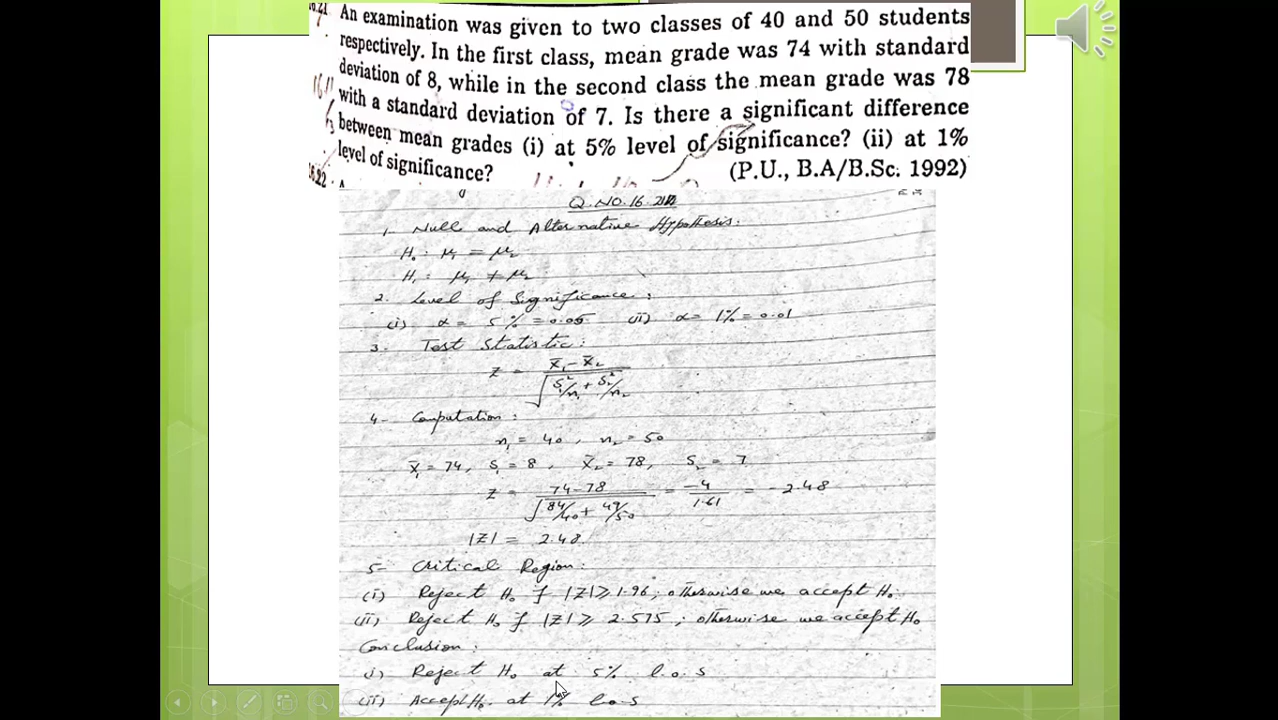 16.21 An examination was given to two classes of 40 and 50 students
respectively. In the first class, mean grade was 74 with standard
deviation of 8, while in the second class the mean grade was 78
with a standard deviation of 7. Is there a significant difference
between mean grades (i) at 5% level of significance? (ii) at 1%
level of significance? (P.U., B.A/B.Sc. 1992)
16.22
Q.NO.16.21
1- Null and Alternative Hypothesis:
H₀: μ₁ = μ₂
H₁: μ₁ ≠ μ₂
2. Level of Significance:
(i) α = 5% = 0.05 (ii) α = 1% = 0.01
3. Test Statistic:
Z = X̄₁ - X̄₂ / √(S₁²/n₁ + S₂²/n₂)
4- Computation:
n₁ = 40, n₂ = 50
X̄₁ = 74, S₁ = 8, X̄₂ = 78, S₂ = 7
Z = 74-78 / √(84/40 + 49/50) = -4/1.61 = -2.48
|Z| = 2.48
5- Critical Region:
(i) Reject H₀ if |Z| ≥ 1.96; otherwise we accept H₀.
(ii) Reject H₀ if |Z| ≥ 2.575; otherwise we accept H₀
Conclusion:
(i) Reject H₀ at 5% l.o.s
(ii) Accept H₀ at 1% l.o.s